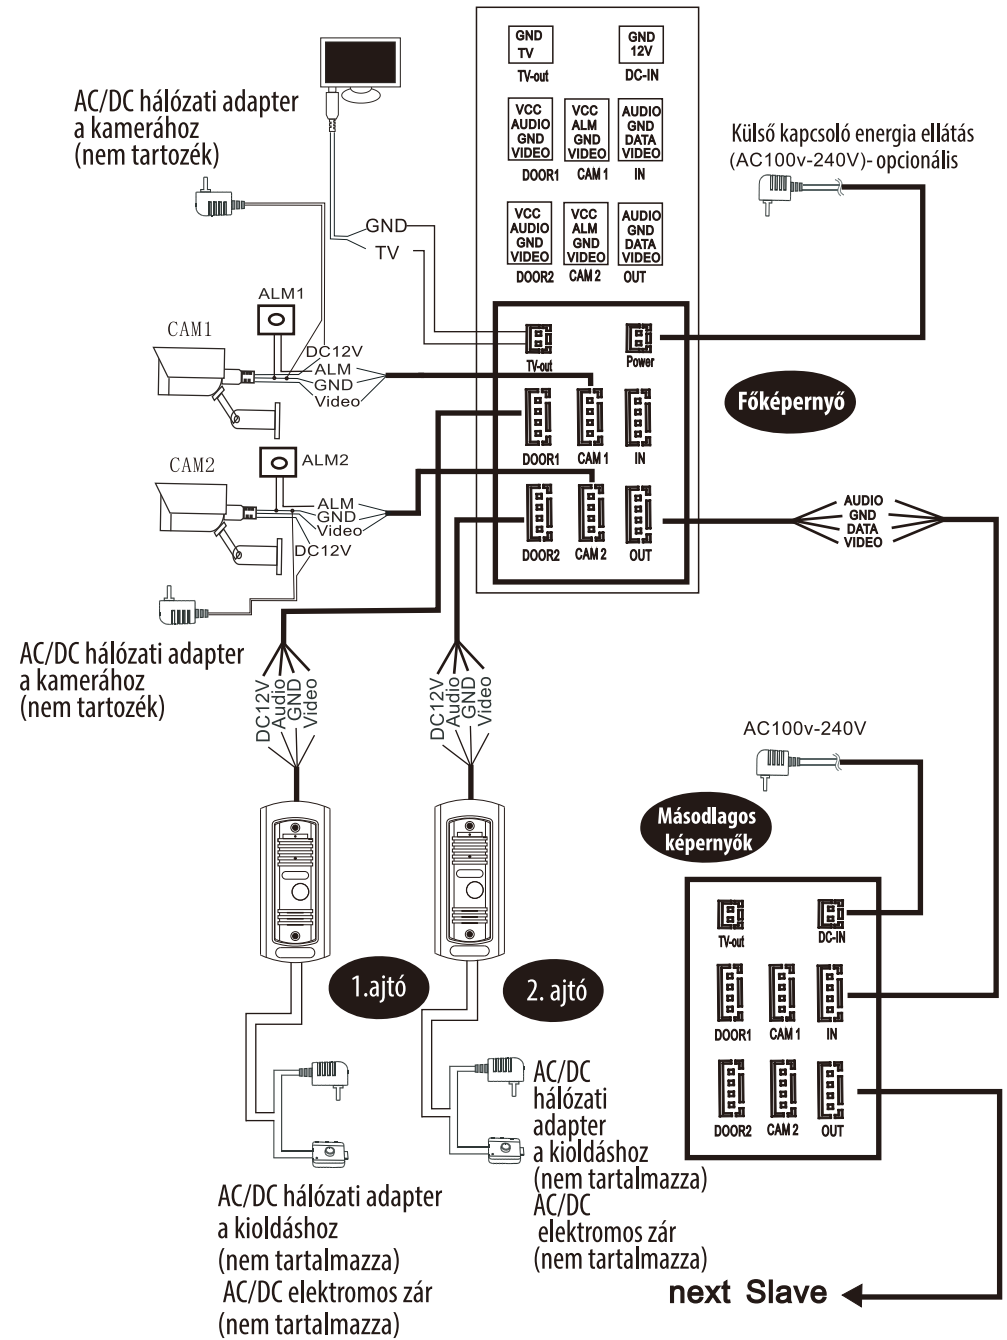 GND
TV
TV-out
GND
12V
DC-IN
AC/DC hálózati adapter
a kamerához
(nem tartozék)
VCC
AUDIO
GND
VIDEO
DOOR1
VCC
ALM
GND
VIDEO
CAM 1
AUDIO
GND
DATA
VIDEO
IN
Külső kapcsoló energia ellátás
(AC100v-240V)- opcionális
VCC
AUDIO
GND
VIDEO
DOOR2
VCC
ALM
GND
VIDEO
CAM 2
AUDIO
GND
DATA
VIDEO
OUT
GND
TV
ALM1
CAM1
DC12V
ALM
GND
Video
TV-out
Power
Főképernyő
DOOR1
CAM 1
IN
CAM2
ALM2
ALM
GND
Video
DC12V
DOOR2
CAM 2
OUT
AUDIO
GND
DATA
VIDEO
AC/DC hálózati adapter
a kamerához
(nem tartozék)
DC12V
Audio
GND
Video
DC12V
Audio
GND
Video
AC100v-240V
Másodlagos
képernyők
TV-out
DC-IN
1.ajtó
2. ajtó
DOOR1
CAM 1
IN
DOOR2
CAM 2
OUT
AC/DC
hálózati
adapter
a kioldáshoz
(nem tartalmazza)
AC/DC
elektromos zár
(nem tartalmazza)
AC/DC hálózati adapter
a kioldáshoz
(nem tartalmazza)
AC/DC elektromos zár
(nem tartalmazza)
next Slave